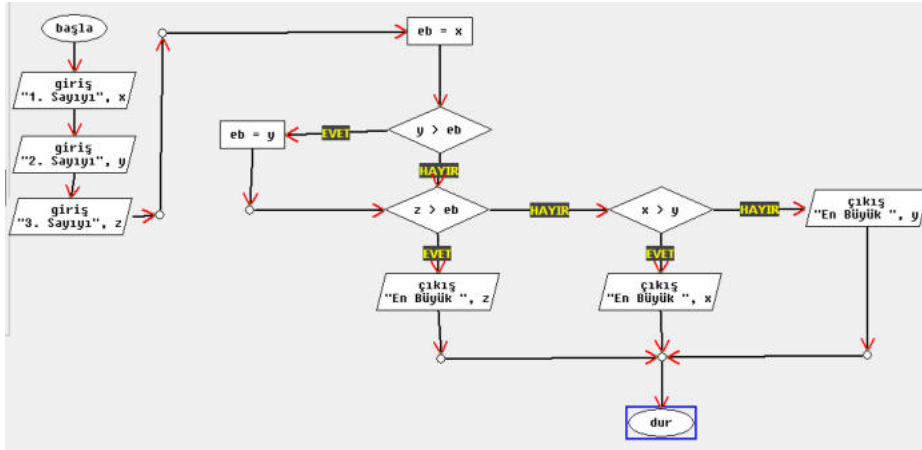 başla
giriş
"1. Sayıyı", x
giriş
"2. Sayıyı", y
giriş
"3. Sayıyı", z
eb = x
y > eb
EVET
eb = y
HAYIR
z > eb
HAYIR
x > y
HAYIR
çıkış
"En Büyük ", y
EVET
EVET
çıkış
"En Büyük ", z
çıkış
"En Büyük ", x
dur